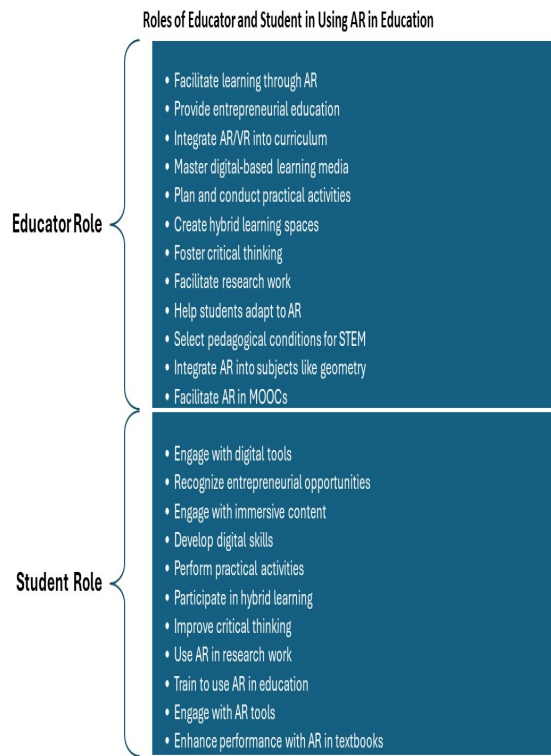 Roles of Educator and Student in Using AR in Education
Educator Role
• Facilitate learning through AR
• Provide entrepreneurial education
• Integrate AR/VR into curriculum
• Master digital-based learning media
• Plan and conduct practical activities
• Create hybrid learning spaces
• Foster critical thinking
• Facilitate research work
• Help students adapt to AR
• Select pedagogical conditions for STEM
• Integrate AR into subjects like geometry
• Facilitate AR in MOOCs
Student Role
• Engage with digital tools
• Recognize entrepreneurial opportunities
• Engage with immersive content
• Develop digital skills
• Perform practical activities
• Participate in hybrid learning
• Improve critical thinking
• Use AR in research work
• Train to use AR in education
• Engage with AR tools
• Enhance performance with AR in textbooks